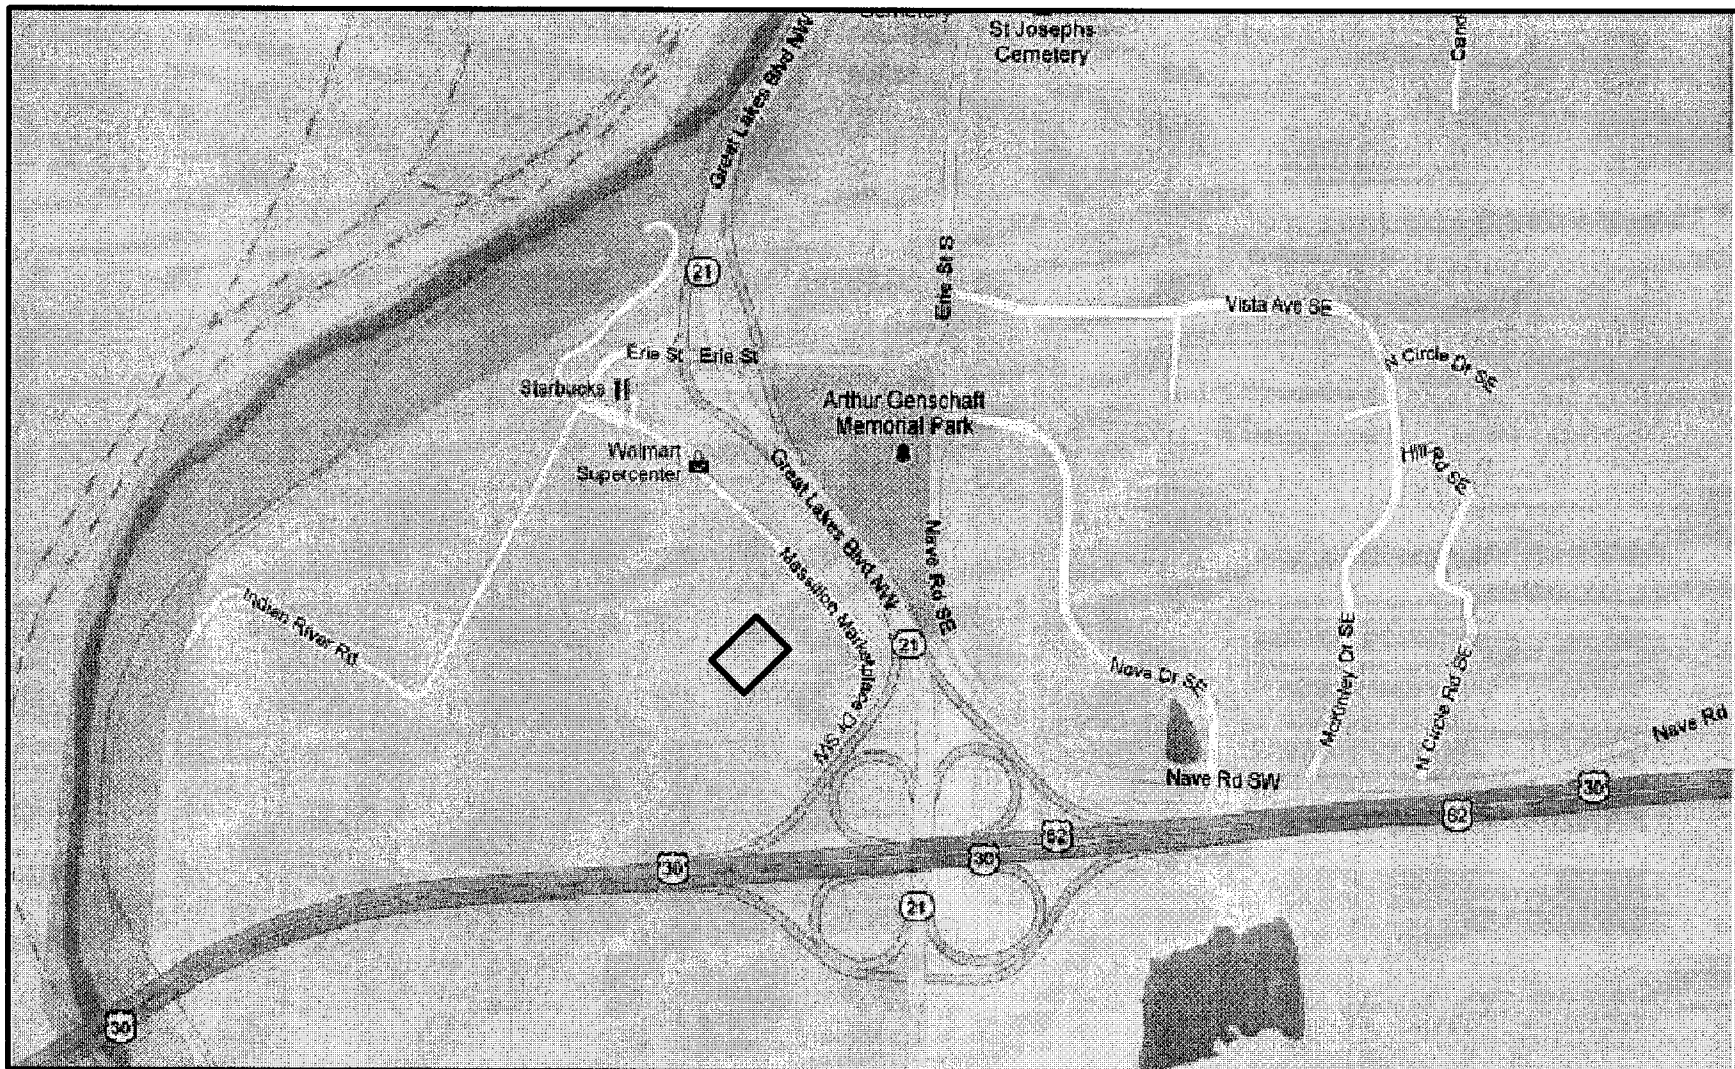 Cemetery
St Josephs
Cemetery
Great Lakes Blvd NW
21
Erie St S
Vista Ave SE
N Circle Dr SE
Erie St
Erie St
Starbucks
Arthur Genschaft
Memorial Park
Walmart
Supercenter
Hill Rd SE
Great Lakes Blvd NW
Nave Rd SE
Massillon Marketplace Dr SW
Indian River Rd
21
Nova Dr SE
McKinley Dr SE
N Circle Rd SE
Nave Rd
Nave Rd SW
30
62
62
30
30
21
30